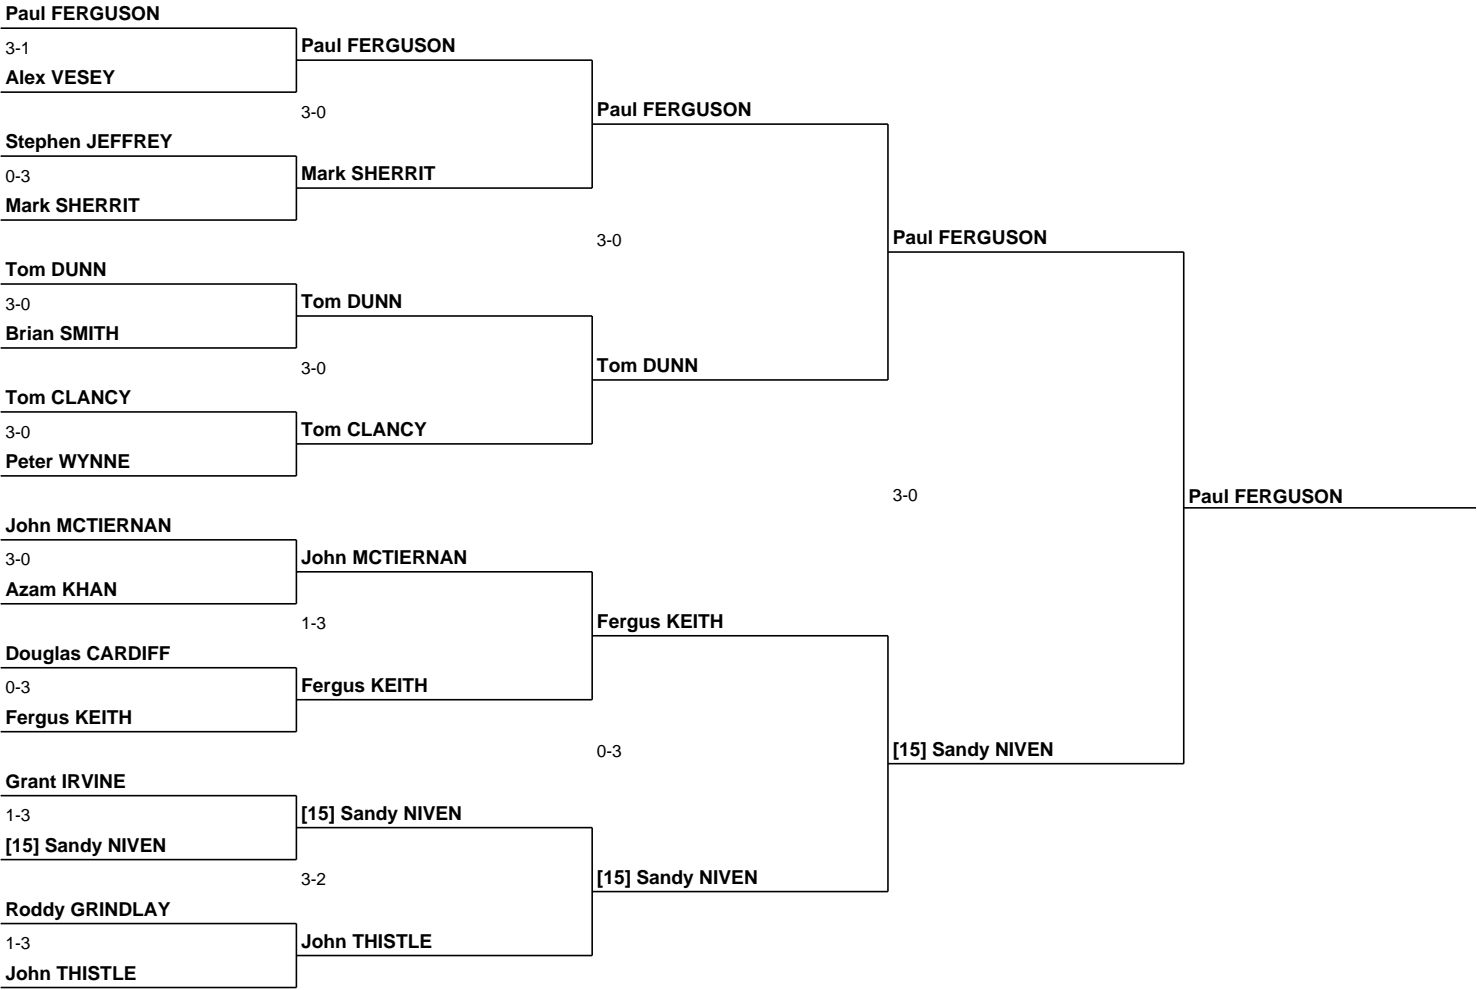 Paul FERGUSON
3-1
Paul FERGUSON
Alex VESEY
3-0
Paul FERGUSON
Stephen JEFFREY
0-3
Mark SHERRIT
Mark SHERRIT
3-0
Paul FERGUSON
Tom DUNN
3-0
Tom DUNN
Brian SMITH
3-0
Tom DUNN
Tom CLANCY
3-0
Tom CLANCY
Peter WYNNE
3-0
Paul FERGUSON
John MCTIERNAN
3-0
John MCTIERNAN
Azam KHAN
1-3
Fergus KEITH
Douglas CARDIFF
0-3
Fergus KEITH
Fergus KEITH
0-3
[15] Sandy NIVEN
Grant IRVINE
1-3
[15] Sandy NIVEN
[15] Sandy NIVEN
3-2
[15] Sandy NIVEN
Roddy GRINDLAY
1-3
John THISTLE
John THISTLE